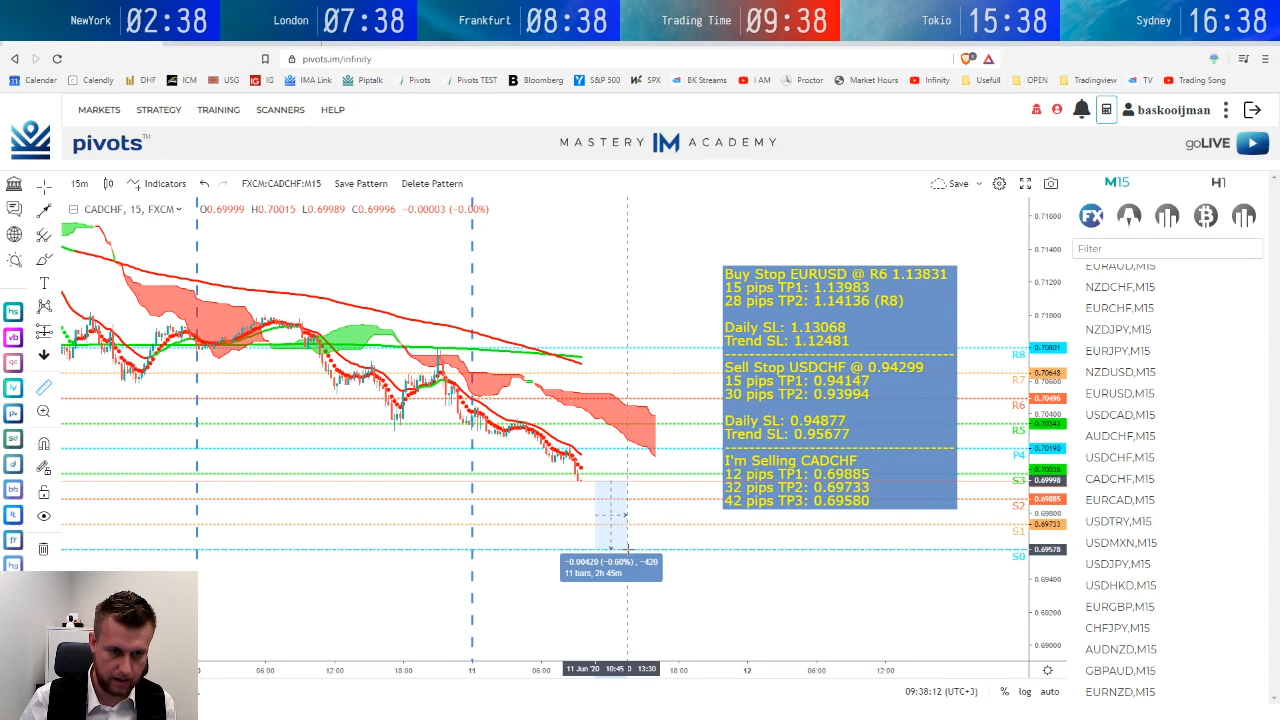 NewYork 02:38 London 07:38 Frankfurt 08:38 Trading Time 09:38 Tokio 15:38 Sydney 16:38
pivots.im/infinity
Calendar Calendly DHF ICM USG IG IMA Link Piptalk Pivots Pivots TEST Bloomberg S&P 500 SPX BK Streams I AM Proctor Market Hours Infinity Usefull OPEN Tradingview TV Trading Song
MARKETS STRATEGY TRAINING SCANNERS HELP baskooijman
pivots™ MASTERY IM ACADEMY goLIVE
15m Indicators FXCM:CADCHF:M15 Save Pattern Delete Pattern Save M15 H1
CADCHF, 15, FXCM O0.69999 H0.70015 L0.69989 C0.69996 -0.00003 (-0.00%)
FX
Filter
0.71600
0.71400
0.71200
0.71000
0.70801
R8
0.70648
R7
0.70600
0.70496
R6
0.70400
0.70343
R5
0.70190
P4
0.70038
S3
0.69998
0.69885
S2
0.69800
0.69733
S1
0.69578
S0
0.69400
0.69200
0.69000
Buy Stop EURUSD @ R6 1.13831
15 pips TP1: 1.13983
28 pips TP2: 1.14136 (R8)
Daily SL: 1.13068
Trend SL: 1.12481
Sell Stop USDCHF @ 0.94299
15 pips TP1: 0.94147
30 pips TP2: 0.93994
Daily SL: 0.94877
Trend SL: 0.95677
I'm Selling CADCHF
12 pips TP1: 0.69885
32 pips TP2: 0.69733
42 pips TP3: 0.69580
−0.00420 (−0.60%) , −420
11 bars, 2h 45m
EURAUD,M15
NZDCHF,M15
EURCHF,M15
NZDJPY,M15
EURJPY,M15
NZDUSD,M15
EURUSD,M15
USDCAD,M15
AUDCHF,M15
USDCHF,M15
CADCHF,M15
EURCAD,M15
USDTRY,M15
USDMXN,M15
USDJPY,M15
USDHKD,M15
EURGBP,M15
CHFJPY,M15
AUDNZD,M15
GBPAUD,M15
EURNZD,M15
hs
vb
qc
lv
p+
sd
bb
it
fr
hg
06:00 12:00 18:00 11 06:00 11 Jun '20 10:45 0 13:30 18:00 12 06:00 12:00
09:38:12 (UTC+3) % log auto